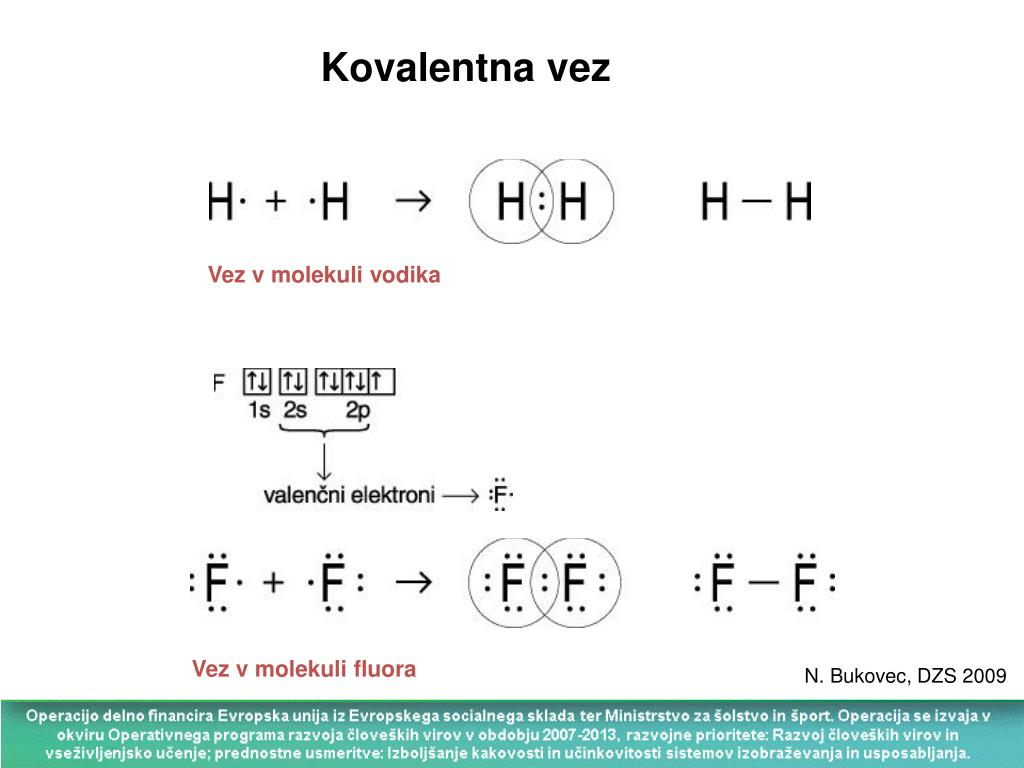 Kovalentna vez
H· + ·H → H:H H — H
Vez v molekuli vodika
F ↑↓ ↑↓ ↑↓ ↑↓ ↑
1s 2s 2p
valenčni elektroni → :F·
:F· + ·F: → :F:F: :F — F:
Vez v molekuli fluora
N. Bukovec, DZS 2009
Operacijo delno financira Evropska unija iz Evropskega socialnega sklada ter Ministrstvo za šolstvo in šport. Operacija se izvaja v
okviru Operativnega programa razvoja človeških virov v obdobju 2007-2013, razvojne prioritete: Razvoj človeških virov in
vseživljenjsko učenje; prednostne usmeritve: Izboljšanje kakovosti in učinkovitosti sistemov izobraževanja in usposabljanja.